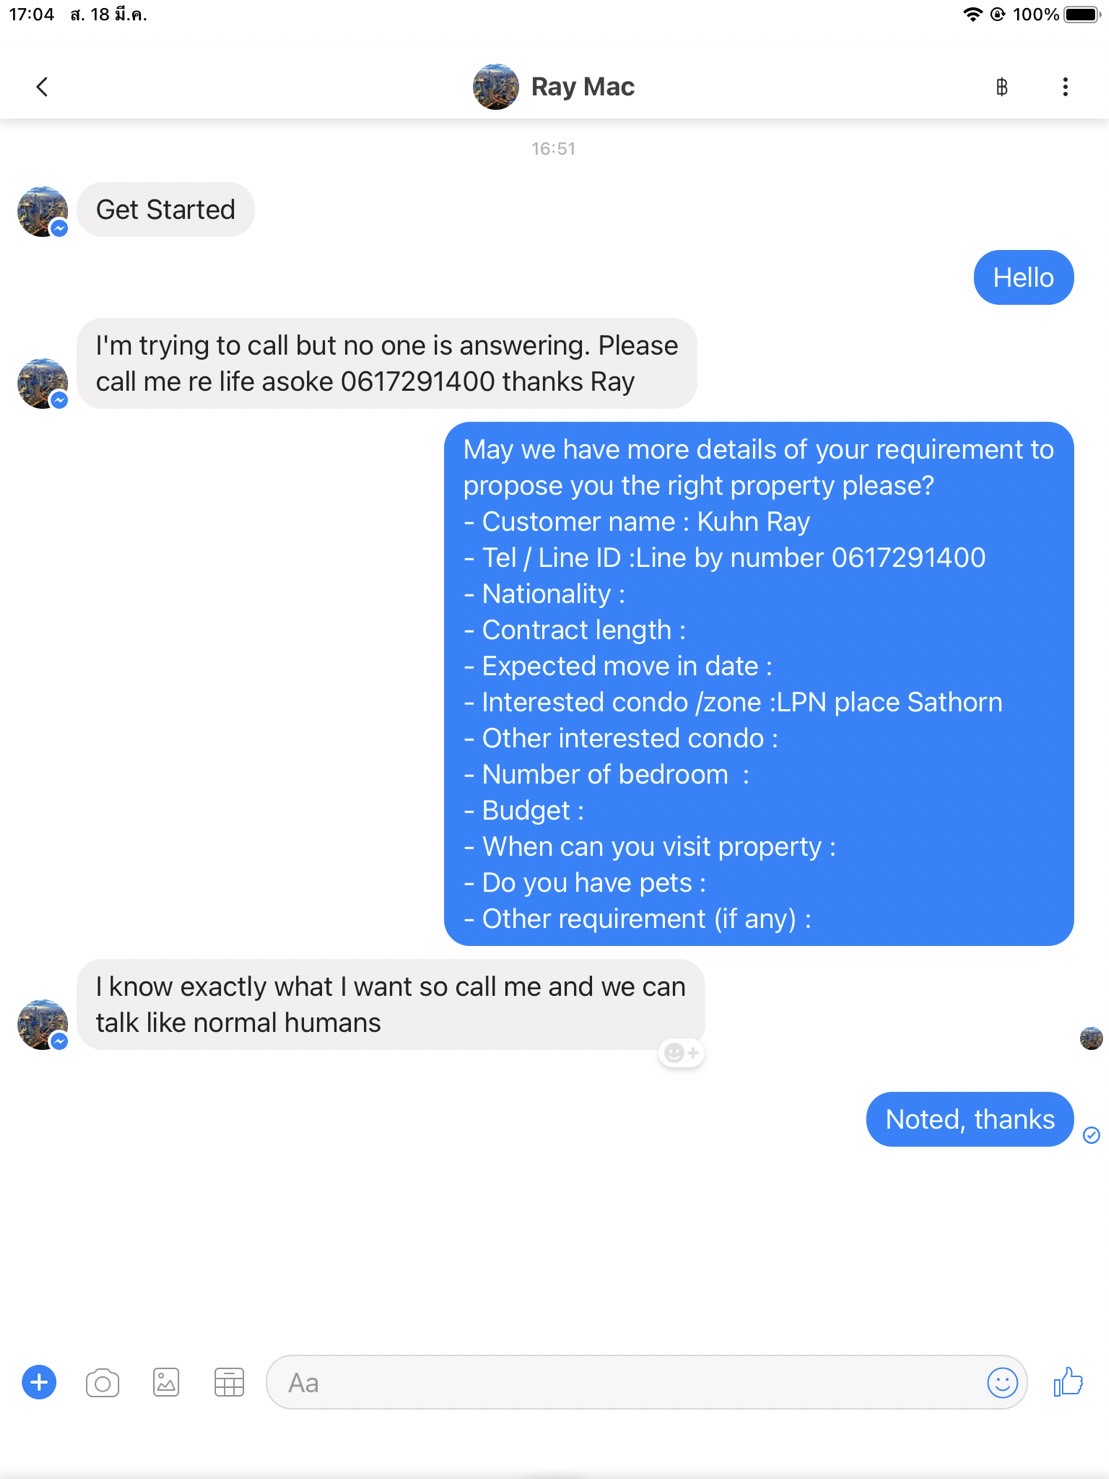 17:04 ส. 18 มี.ค.
100%
Ray Mac
฿
16:51
Get Started
Hello
I'm trying to call but no one is answering. Please
call me re life asoke 0617291400 thanks Ray
May we have more details of your requirement to
propose you the right property please?
- Customer name : Kuhn Ray
- Tel / Line ID :Line by number 0617291400
- Nationality :
- Contract length :
- Expected move in date :
- Interested condo /zone :LPN place Sathorn
- Other interested condo :
- Number of bedroom  :
- Budget :
- When can you visit property :
- Do you have pets :
- Other requirement (if any) :
I know exactly what I want so call me and we can
talk like normal humans
Noted, thanks
Aa